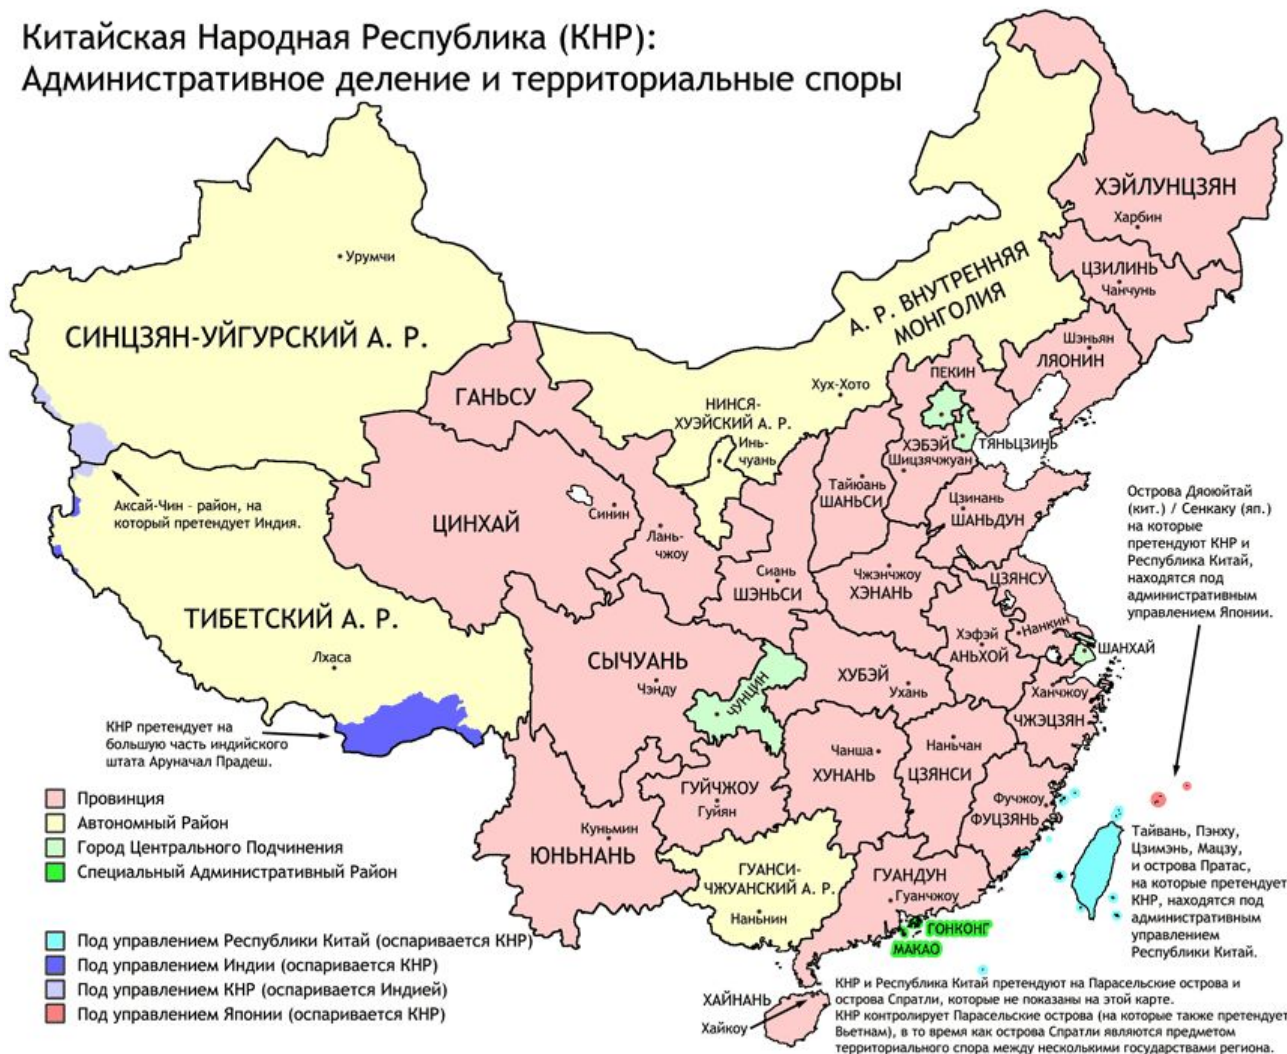 Китайская Народная Республика (КНР):
Административное деление и территориальные споры
ХЭЙЛУНЦЗЯН
Харбин
ЦЗИЛИНЬ
Чанчунь
Урумчи
СИНЦЗЯН-УЙГУРСКИЙ А. Р.
А. Р. ВНУТРЕННЯЯ
МОНГОЛИЯ
Шэньян
ЛЯОНИН
ПЕКИН
Хух-Хото
ГАНЬСУ
НИНСЯ-
ХУЭЙСКИЙ А. Р.
Инь-
чуань
ХЭБЭЙ
ТЯНЬЦЗИНЬ
Шицзячжуан
Тайюань
ШАНЬСИ
Цзинань
ШАНЬДУН
Аксай-Чин - район, на
который претендует Индия.
ЦИНХАЙ
Синин
Лань-
чжоу
Острова Дяоюйтай
(кит.) / Сенкаку (яп.)
на которые
претендуют КНР и
Республика Китай,
находятся под
административным
управлением Японии.
Сиань
ШЭНЬСИ
Чжэнчжоу
ХЭНАНЬ
ЦЗЯНСУ
Нанкин
ТИБЕТСКИЙ А. Р.
Лхаса
СЫЧУАНЬ
Чэнду
ЧУНЦИН
ХУБЭЙ
Ухань
Хэфэй
АНЬХОЙ
ШАНХАЙ
Ханчжоу
ЧЖЭЦЗЯН
КНР претендует на
большую часть индийского
штата Аруначал Прадеш.
Чанша
ХУНАНЬ
Наньчан
ЦЗЯНСИ
ГУЙЧЖОУ
Гуйян
Фучжоу
ФУЦЗЯНЬ
Куньмин
ЮНЬНАНЬ
ГУАНСИ-
ЧЖУАНСКИЙ А. Р.
Наньнин
ГУАНДУН
Гуанчжоу
ГОНКОНГ
МАКАО
Тайвань, Пэнху,
Цзимэнь, Мацзу,
и острова Пратас,
на которые претендует
КНР, находятся под
административным
управлением
Республики Китай.
Провинция
Автономный Район
Город Центрального Подчинения
Специальный Административный Район
Под управлением Республики Китай (оспаривается КНР)
Под управлением Индии (оспаривается КНР)
Под управлением КНР (оспаривается Индией)
Под управлением Японии (оспаривается КНР)
ХАЙНАНЬ
Хайкоу
КНР и Республика Китай претендуют на Парасельские острова и
острова Спратли, которые не показаны на этой карте.
КНР контролирует Парасельские острова (на которые также претендует
Вьетнам), в то время как острова Спратли являются предметом
территориального спора между несколькими государствами региона.